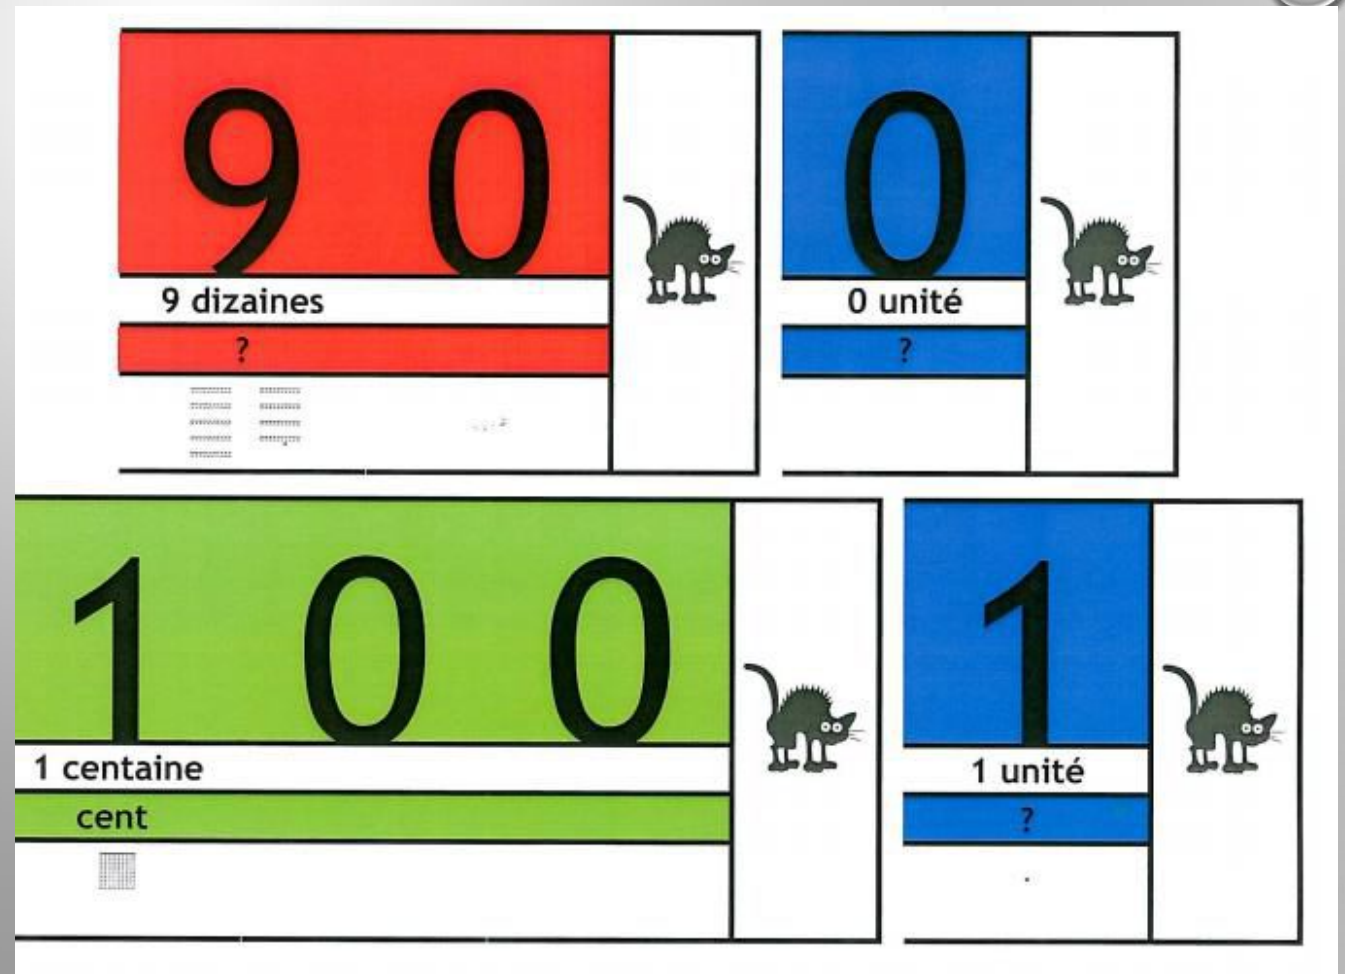 9 0
0
9 dizaines
0 unité
?
?
1 0 0
1
1 centaine
1 unité
cent
?